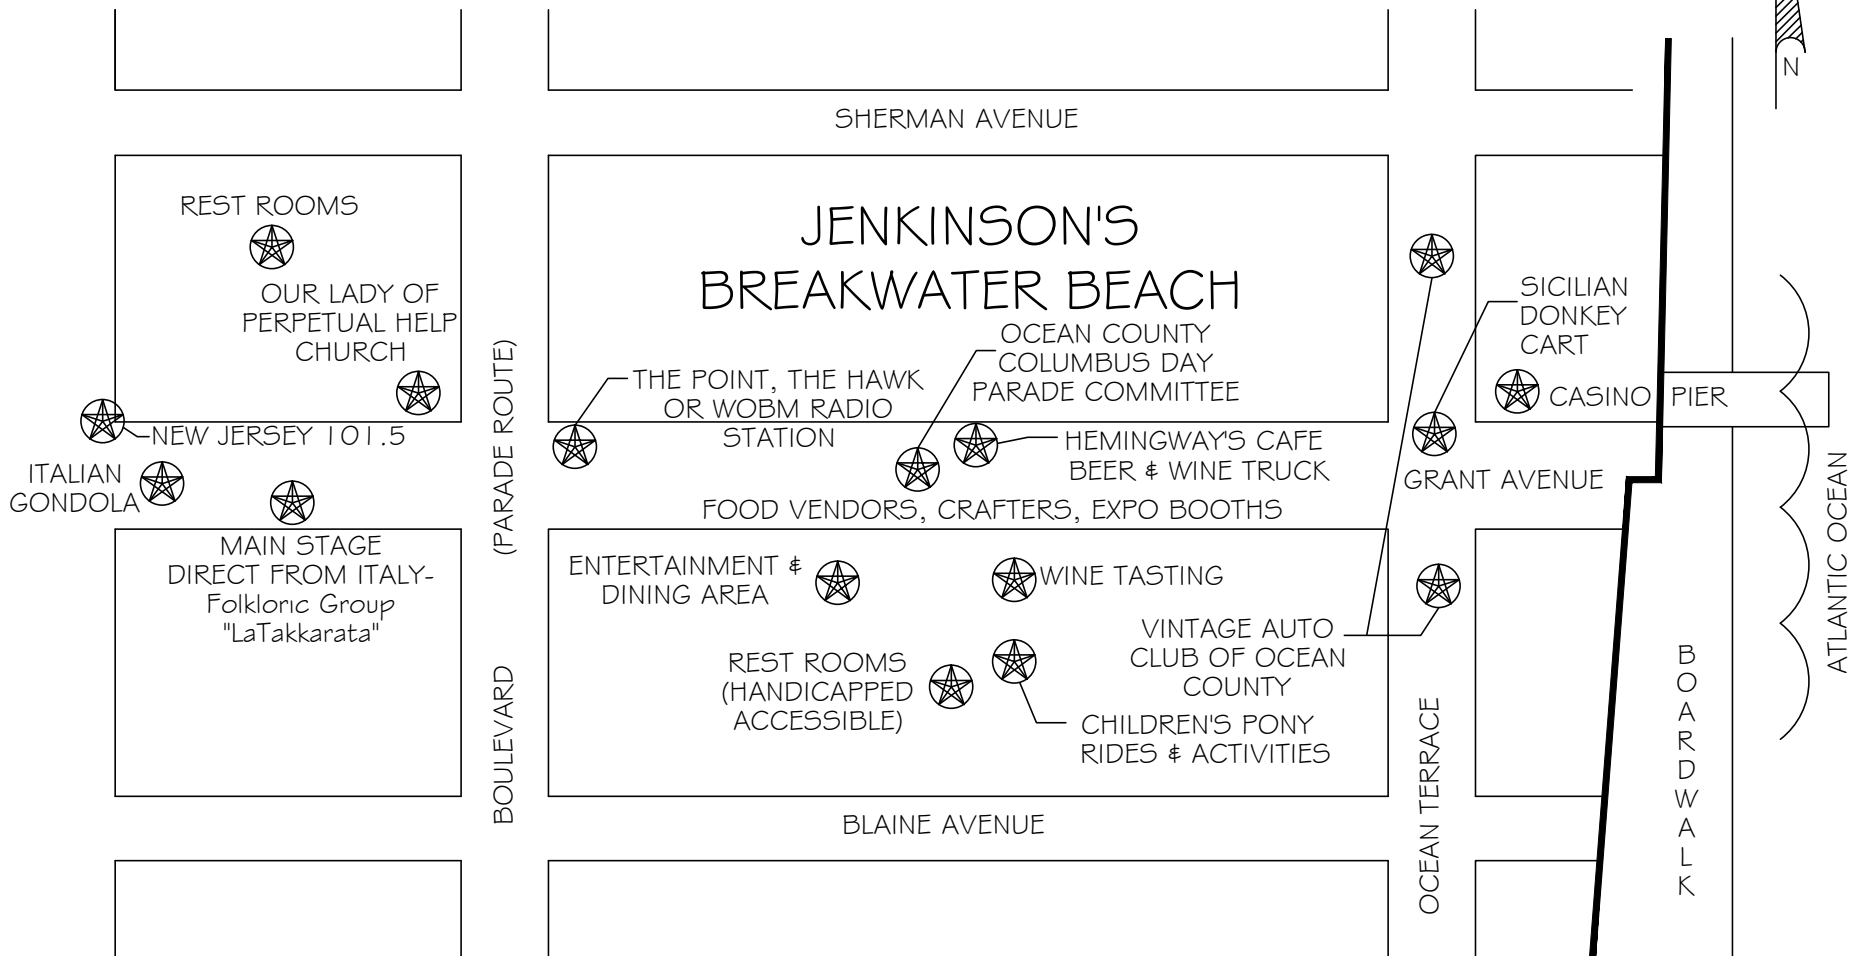 N
SHERMAN AVENUE
REST ROOMS
OUR LADY OF
PERPETUAL HELP
CHURCH
NEW JERSEY 101.5
ITALIAN
GONDOLA
MAIN STAGE
DIRECT FROM ITALY-
Folkloric Group
"LaTakkarata"
BOULEVARD (PARADE ROUTE)
JENKINSON'S
BREAKWATER BEACH
THE POINT, THE HAWK
OR WOBM RADIO
STATION
OCEAN COUNTY
COLUMBUS DAY
PARADE COMMITTEE
HEMINGWAY'S CAFE
BEER & WINE TRUCK
FOOD VENDORS, CRAFTERS, EXPO BOOTHS
SICILIAN
DONKEY
CART
CASINO PIER
GRANT AVENUE
ENTERTAINMENT &
DINING AREA
WINE TASTING
VINTAGE AUTO
CLUB OF OCEAN
COUNTY
REST ROOMS
(HANDICAPPED
ACCESSIBLE)
CHILDREN'S PONY
RIDES & ACTIVITIES
BLAINE AVENUE
OCEAN TERRACE
BOARDWALK
ATLANTIC OCEAN